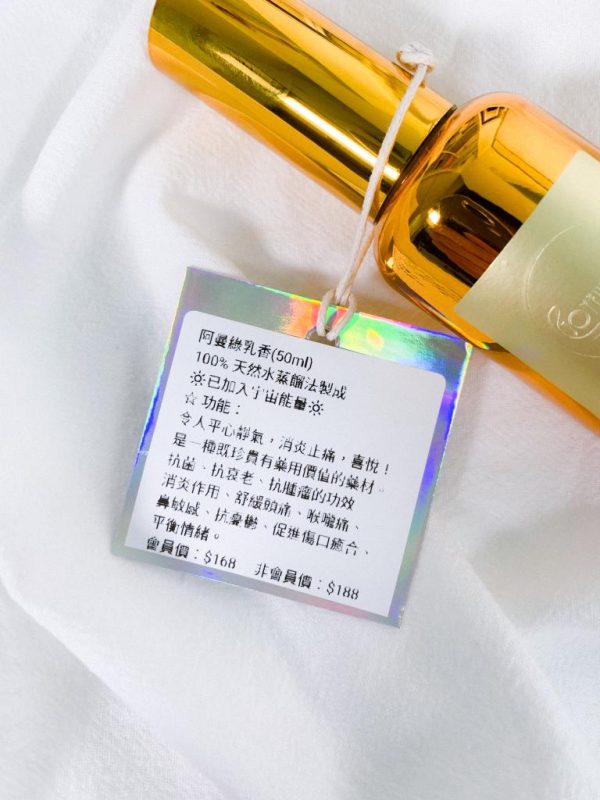 阿曼綠乳香(50ml)
100% 天然水蒸餾法製成
☼已加入宇宙能量☼
☆ 功能：
令人平心靜氣，消炎止痛，喜悅！
是一種既珍貴有藥用價值的藥材。
抗菌、抗衰老、抗腫瘤的功效
消炎作用、舒緩頭痛、喉嚨痛、
鼻敏感、抗憂鬱、促進傷口癒合、
平衡情緒。
會員價：$168 非會員價：$188